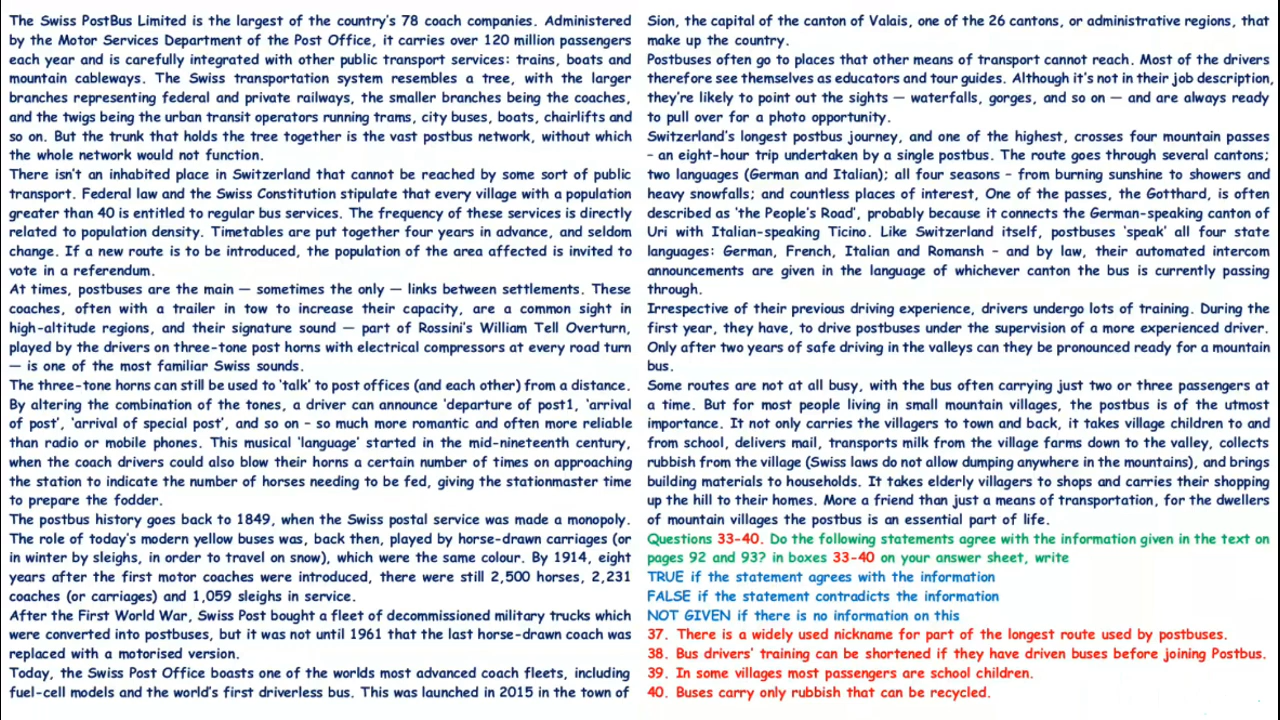 The Swiss PostBus Limited is the largest of the country's 78 coach companies. Administered
by the Motor Services Department of the Post Office, it carries over 120 million passengers
each year and is carefully integrated with other public transport services: trains, boats and
mountain cableways. The Swiss transportation system resembles a tree, with the larger
branches representing federal and private railways, the smaller branches being the coaches,
and the twigs being the urban transit operators running trams, city buses, boats, chairlifts and
so on. But the trunk that holds the tree together is the vast postbus network, without which
the whole network would not function.
There isn't an inhabited place in Switzerland that cannot be reached by some sort of public
transport. Federal law and the Swiss Constitution stipulate that every village with a population
greater than 40 is entitled to regular bus services. The frequency of these services is directly
related to population density. Timetables are put together four years in advance, and seldom
change. If a new route is to be introduced, the population of the area affected is invited to
vote in a referendum.
At times, postbuses are the main — sometimes the only — links between settlements. These
coaches, often with a trailer in tow to increase their capacity, are a common sight in
high-altitude regions, and their signature sound — part of Rossini's William Tell Overturn,
played by the drivers on three-tone post horns with electrical compressors at every road turn
— is one of the most familiar Swiss sounds.
The three-tone horns can still be used to 'talk' to post offices (and each other) from a distance.
By altering the combination of the tones, a driver can announce 'departure of post1, 'arrival
of post', 'arrival of special post', and so on – so much more romantic and often more reliable
than radio or mobile phones. This musical 'language' started in the mid-nineteenth century,
when the coach drivers could also blow their horns a certain number of times on approaching
the station to indicate the number of horses needing to be fed, giving the stationmaster time
to prepare the fodder.
The postbus history goes back to 1849, when the Swiss postal service was made a monopoly.
The role of today's modern yellow buses was, back then, played by horse-drawn carriages (or
in winter by sleighs, in order to travel on snow), which were the same colour. By 1914, eight
years after the first motor coaches were introduced, there were still 2,500 horses, 2,231
coaches (or carriages) and 1,059 sleighs in service.
After the First World War, Swiss Post bought a fleet of decommissioned military trucks which
were converted into postbuses, but it was not until 1961 that the last horse-drawn coach was
replaced with a motorised version.
Today, the Swiss Post Office boasts one of the worlds most advanced coach fleets, including
fuel-cell models and the world's first driverless bus. This was launched in 2015 in the town of
Sion, the capital of the canton of Valais, one of the 26 cantons, or administrative regions, that
make up the country.
Postbuses often go to places that other means of transport cannot reach. Most of the drivers
therefore see themselves as educators and tour guides. Although it's not in their job description,
they're likely to point out the sights — waterfalls, gorges, and so on — and are always ready
to pull over for a photo opportunity.
Switzerland's longest postbus journey, and one of the highest, crosses four mountain passes
– an eight-hour trip undertaken by a single postbus. The route goes through several cantons;
two languages (German and Italian); all four seasons – from burning sunshine to showers and
heavy snowfalls; and countless places of interest, One of the passes, the Gotthard, is often
described as 'the People's Road', probably because it connects the German-speaking canton of
Uri with Italian-speaking Ticino. Like Switzerland itself, postbuses 'speak' all four state
languages: German, French, Italian and Romansh – and by law, their automated intercom
announcements are given in the language of whichever canton the bus is currently passing
through.
Irrespective of their previous driving experience, drivers undergo lots of training. During the
first year, they have, to drive postbuses under the supervision of a more experienced driver.
Only after two years of safe driving in the valleys can they be pronounced ready for a mountain
bus.
Some routes are not at all busy, with the bus often carrying just two or three passengers at
a time. But for most people living in small mountain villages, the postbus is of the utmost
importance. It not only carries the villagers to town and back, it takes village children to and
from school, delivers mail, transports milk from the village farms down to the valley, collects
rubbish from the village (Swiss laws do not allow dumping anywhere in the mountains), and brings
building materials to households. It takes elderly villagers to shops and carries their shopping
up the hill to their homes. More a friend than just a means of transportation, for the dwellers
of mountain villages the postbus is an essential part of life.
Questions 33-40. Do the following statements agree with the information given in the text on
pages 92 and 93? in boxes 33-40 on your answer sheet, write
TRUE if the statement agrees with the information
FALSE if the statement contradicts the information
NOT GIVEN if there is no information on this
37. There is a widely used nickname for part of the longest route used by postbuses.
38. Bus drivers' training can be shortened if they have driven buses before joining Postbus.
39. In some villages most passengers are school children.
40. Buses carry only rubbish that can be recycled.